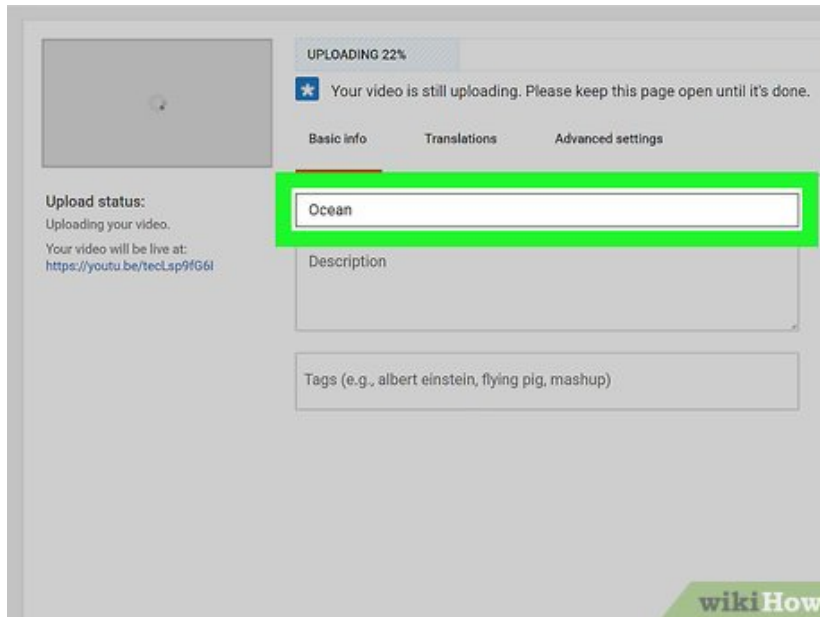 UPLOADING 22%
Your video is still uploading. Please keep this page open until it's done.
Basic info Translations Advanced settings
Upload status:
Uploading your video.
Your video will be live at:
https://youtu.be/tecLsp9fG6I
Ocean
Description
Tags (e.g., albert einstein, flying pig, mashup)
wikiHow